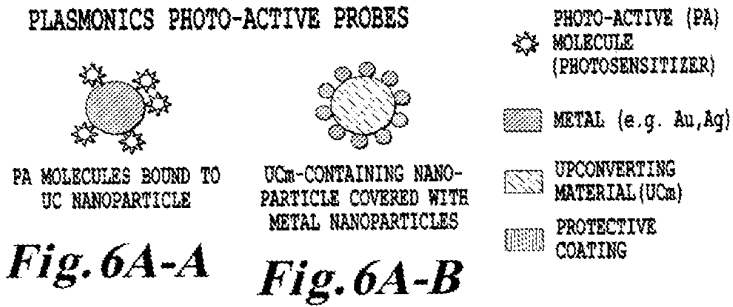 PLASMONICS PHOTO-ACTIVE PROBES
PA MOLECULES BOUND TO
UC NANOPARTICLE
Fig. 6A-A
UCm-CONTAINING NANO-
PARTICLE COVERED WITH
METAL NANOPARTICLES
Fig. 6A-B
PHOTO-ACTIVE (PA)
MOLECULE
(PHOTOSENSITIZER)
METAL (e.g. Au,Ag)
UPCONVERTING
MATERIAL(UCm)
PROTECTIVE
COATING